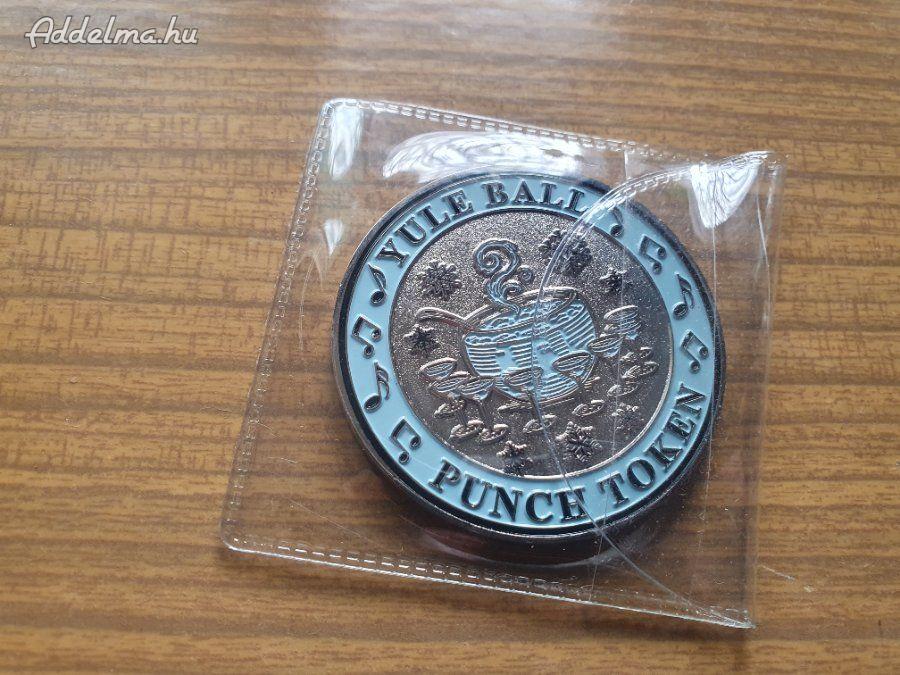 Addelma.hu
YULE BALL
PUNCH TOKEN